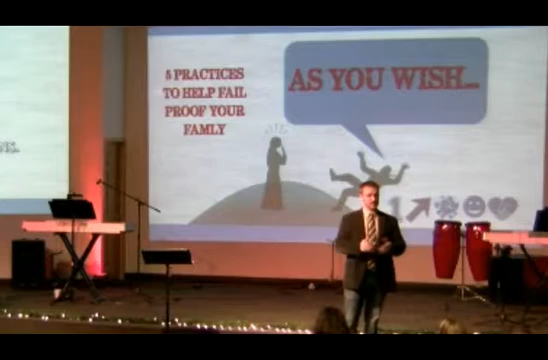 5 PRACTICES
TO HELP FAIL
PROOF YOUR
FAMLY
AS YOU WISH...